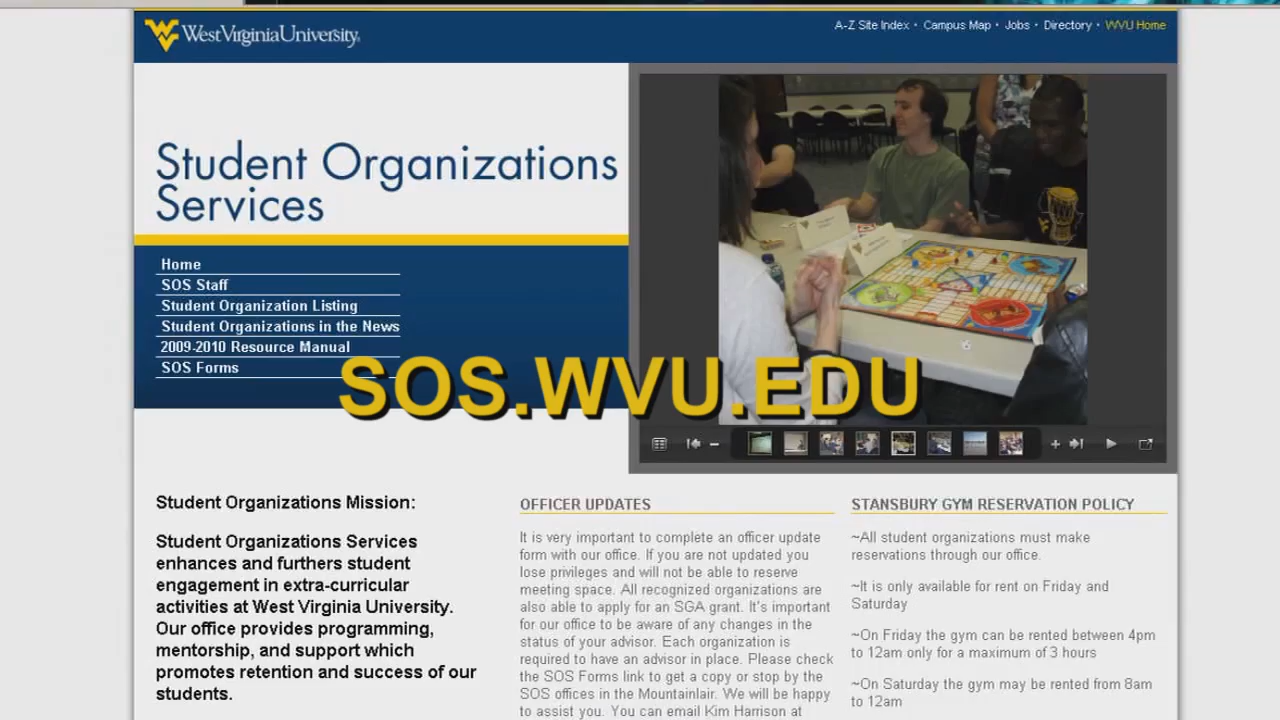 West Virginia University.
A-Z Site Index · Campus Map · Jobs · Directory · WVU Home
Student Organizations
Services
Home
SOS Staff
Student Organization Listing
Student Organizations in the News
2009-2010 Resource Manual
SOS Forms
SOS.WVU.EDU
Student Organizations Mission:
Student Organizations Services
enhances and furthers student
engagement in extra-curricular
activities at West Virginia University.
Our office provides programming,
mentorship, and support which
promotes retention and success of our
students.
OFFICER UPDATES
It is very important to complete an officer update
form with our office. If you are not updated you
lose privileges and will not be able to reserve
meeting space. All recognized organizations are
also able to apply for an SGA grant. It's important
for our office to be aware of any changes in the
status of your advisor. Each organization is
required to have an advisor in place. Please check
the SOS Forms link to get a copy or stop by the
SOS offices in the Mountainlair. We will be happy
to assist you. You can email Kim Harrison at
STANSBURY GYM RESERVATION POLICY
~All student organizations must make
reservations through our office.
~It is only available for rent on Friday and
Saturday
~On Friday the gym can be rented between 4pm
to 12am only for a maximum of 3 hours
~On Saturday the gym may be rented from 8am
to 12am